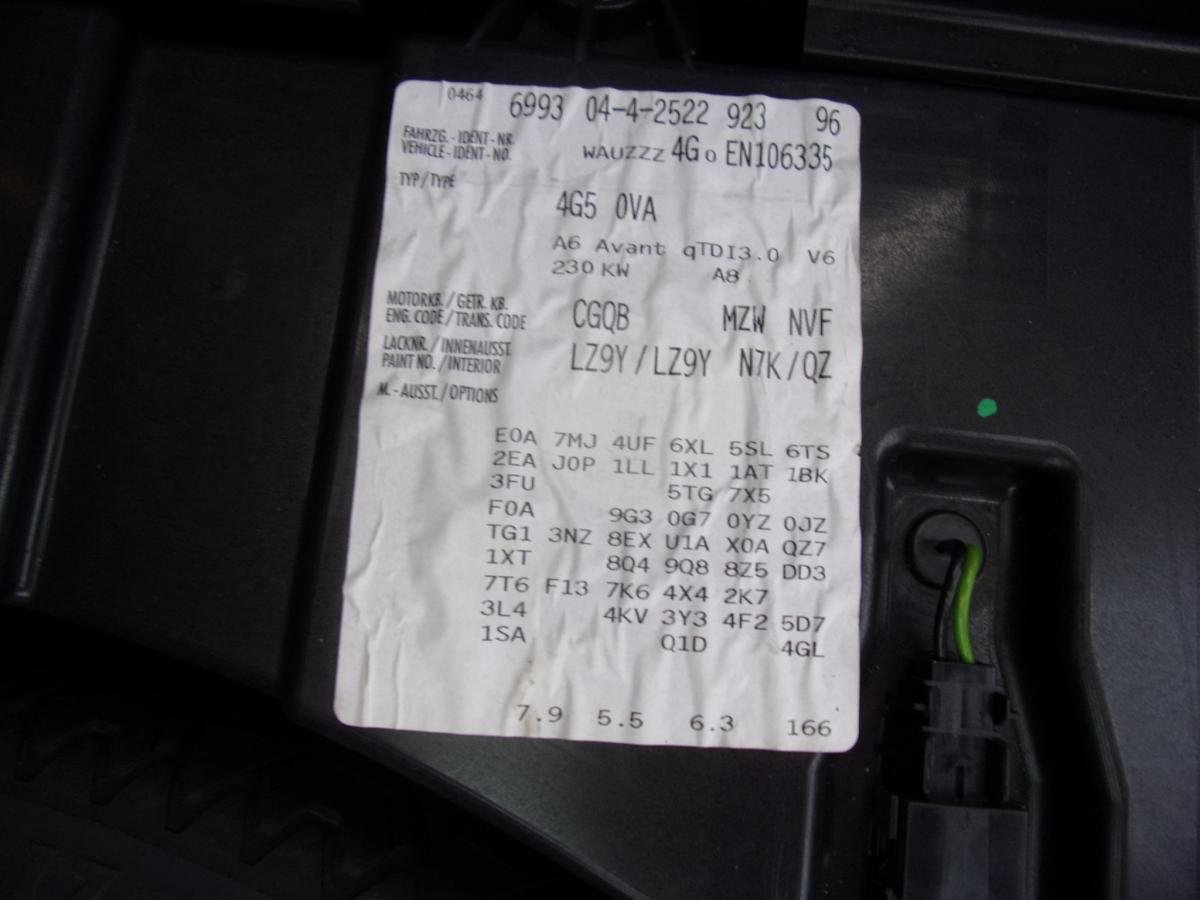 0464 6993 04-4-2522 923 96
FAHRZG.-IDENT-NR.
VEHICLE-IDENT-NO. WAUZZZ 4G0 EN106335
TYP/TYPE
4G5 0VA
A6 Avant qTDI3.0 V6
230 KW A8
MOTORKB./GETR. KB.
ENG. CODE/TRANS. CODE CGQB MZW NVF
LACKNR./INNENAUSST.
PAINT NO./INTERIOR LZ9Y/LZ9Y N7K/QZ
M.-AUSST./OPTIONS
E0A 7MJ 4UF 6XL 5SL 6TS
2EA J0P 1LL 1X1 1AT 1BK
3FU 5TG 7X5
F0A 9G3 0G7 0YZ 0JZ
TG1 3NZ 8EX U1A X0A QZ7
1XT 8Q4 9Q8 8Z5 DD3
7T6 F13 7K6 4X4 2K7
3L4 4KV 3Y3 4F2 5D7
1SA Q1D 4GL
7.9 5.5 6.3 166